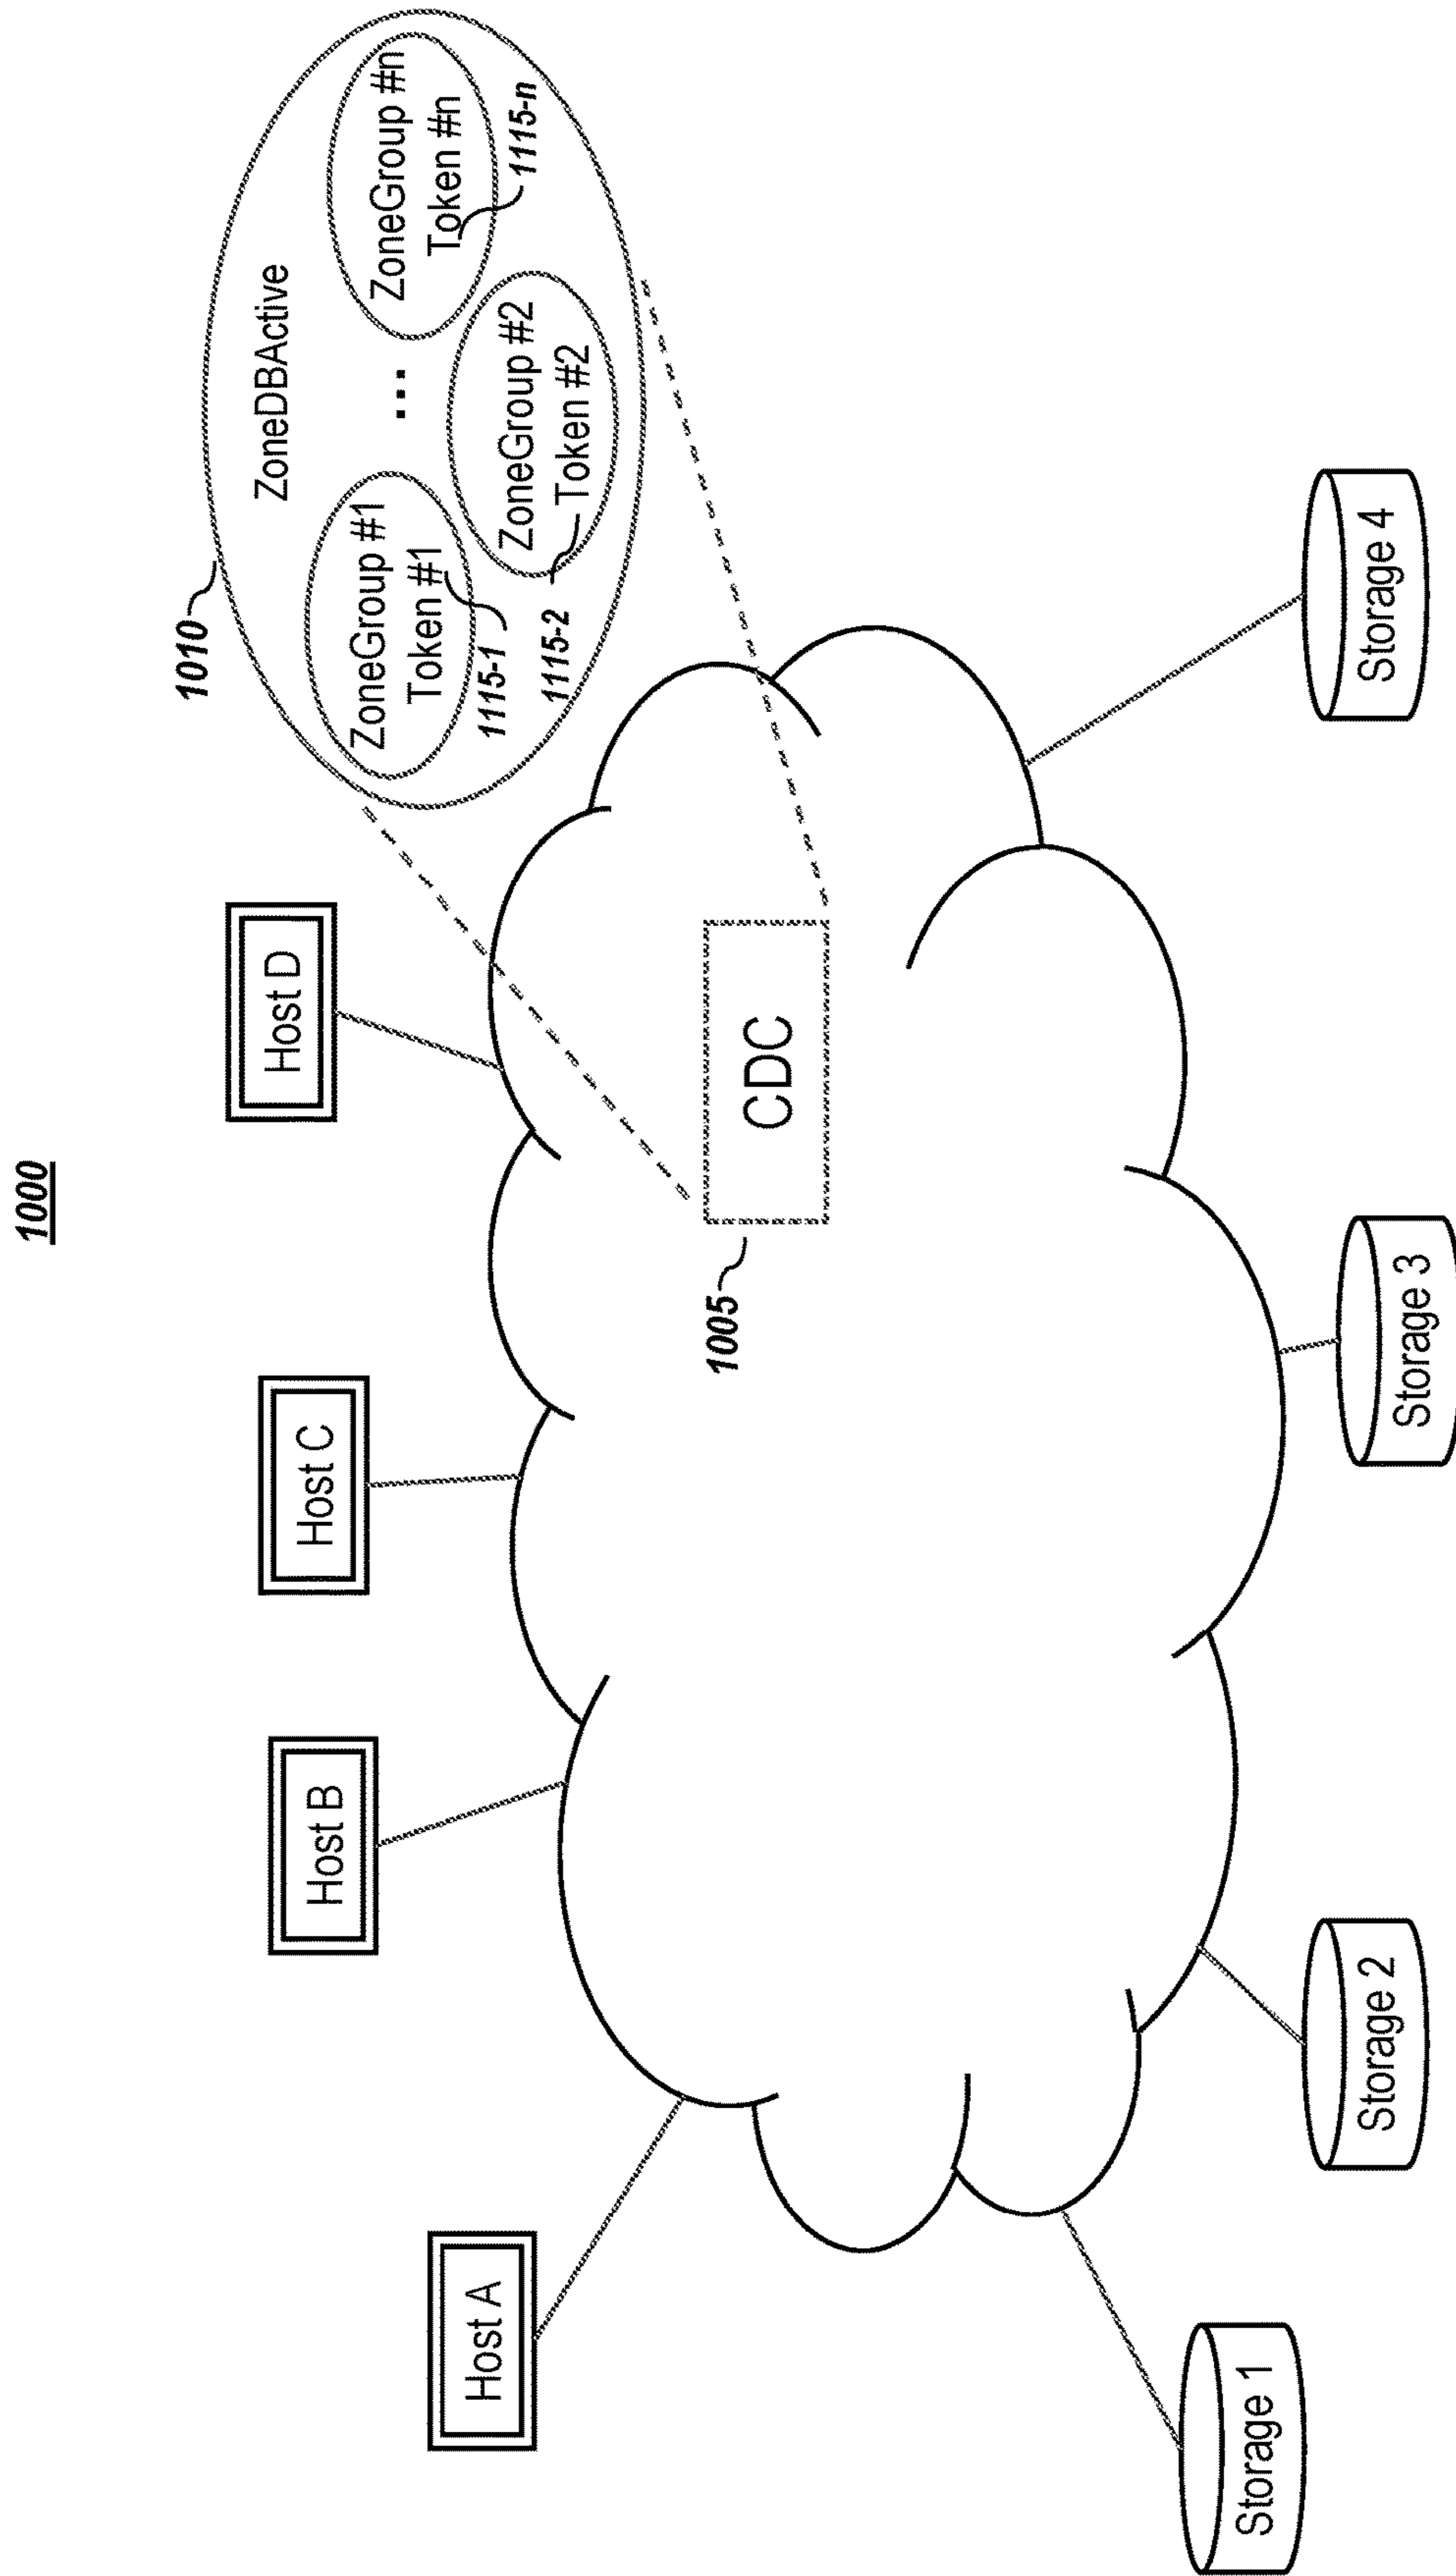 1000
Host A
Host B
Host C
Host D
1010
ZoneDBActive
ZoneGroup #1
Token #1
1115-1
...
ZoneGroup #2
Token #2
1115-2
ZoneGroup #n
Token #n
1115-n
1005
CDC
Storage 1
Storage 2
Storage 3
Storage 4